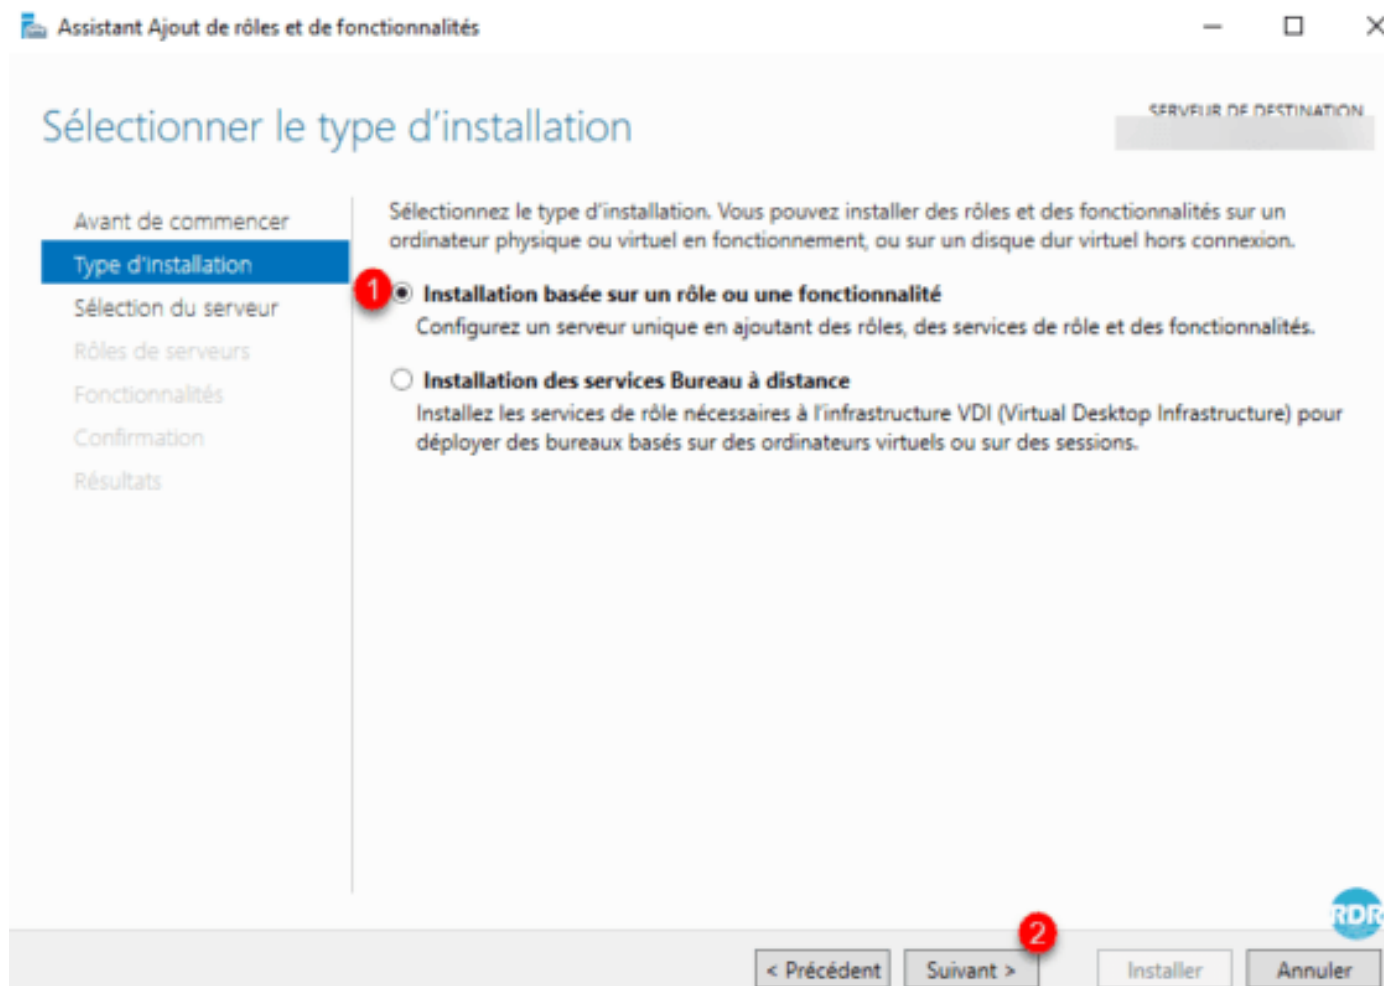 Assistant Ajout de rôles et de fonctionnalités
Sélectionner le type d'installation
SERVEUR DE DESTINATION
Avant de commencer
Type d'installation
Sélection du serveur
Rôles de serveurs
Fonctionnalités
Confirmation
Résultats
Sélectionnez le type d'installation. Vous pouvez installer des rôles et des fonctionnalités sur un
ordinateur physique ou virtuel en fonctionnement, ou sur un disque dur virtuel hors connexion.
1
Installation basée sur un rôle ou une fonctionnalité
Configurez un serveur unique en ajoutant des rôles, des services de rôle et des fonctionnalités.
Installation des services Bureau à distance
Installez les services de rôle nécessaires à l'infrastructure VDI (Virtual Desktop Infrastructure) pour
déployer des bureaux basés sur des ordinateurs virtuels ou sur des sessions.
RDR
2
< Précédent
Suivant >
Installer
Annuler